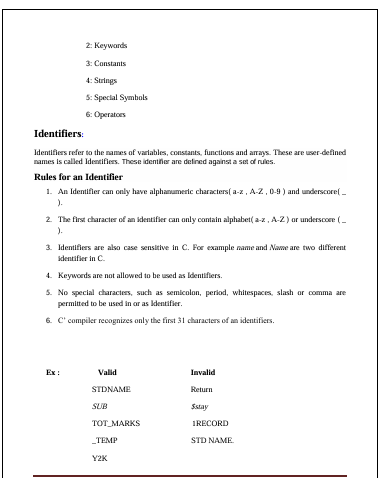 2: Keywords
3: Constants
4: Strings
5: Special Symbols
6: Operators
Identifiers:
Identifiers refer to the names of variables, constants, functions and arrays. These are user-defined
names is called Identifiers. These identifier are defined against a set of rules.
Rules for an Identifier
1. An Identifier can only have alphanumeric characters( a-z , A-Z , 0-9 ) and underscore( _
).
2. The first character of an identifier can only contain alphabet( a-z , A-Z ) or underscore ( _
).
3. Identifiers are also case sensitive in C. For example name and Name are two different
identifier in C.
4. Keywords are not allowed to be used as Identifiers.
5. No special characters, such as semicolon, period, whitespaces, slash or comma are
permitted to be used in or as Identifier.
6. C' compiler recognizes only the first 31 characters of an identifiers.
Ex : Valid Invalid
STDNAME Return
SUB $stay
TOT_MARKS 1RECORD
_TEMP STD NAME.
Y2K